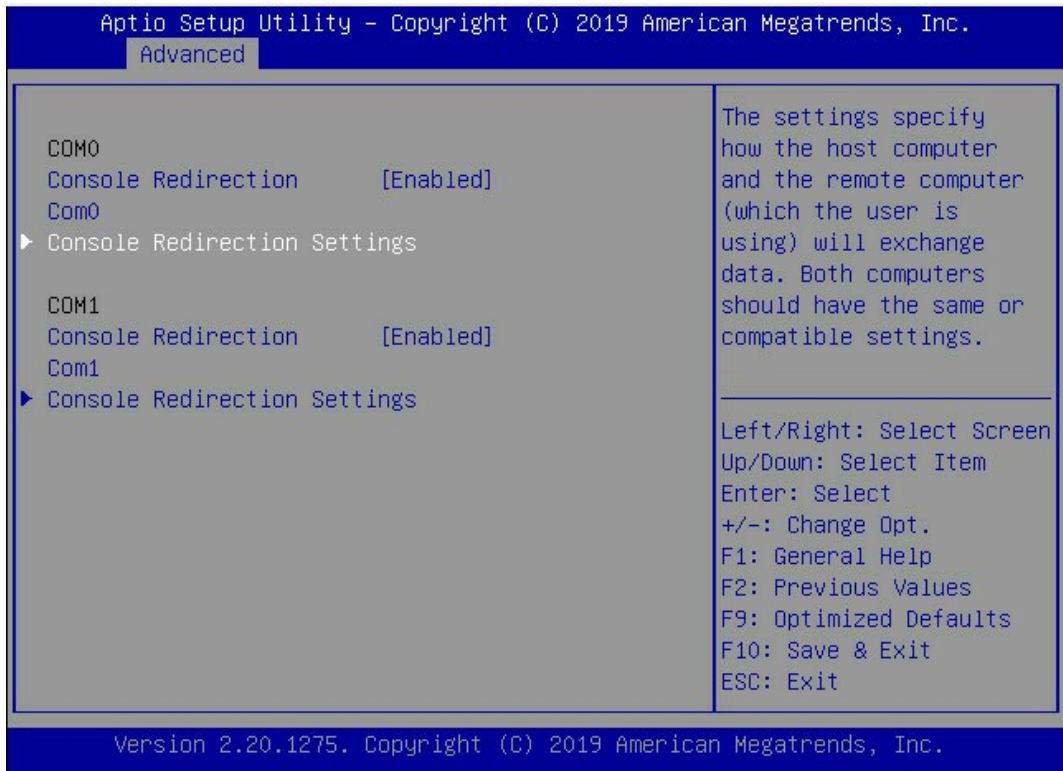 Aptio Setup Utility – Copyright (C) 2019 American Megatrends, Inc.
Advanced
COM0
Console Redirection [Enabled]
Com0
Console Redirection Settings
COM1
Console Redirection [Enabled]
Com1
Console Redirection Settings
The settings specify
how the host computer
and the remote computer
(which the user is
using) will exchange
data. Both computers
should have the same or
compatible settings.
Left/Right: Select Screen
Up/Down: Select Item
Enter: Select
+/-: Change Opt.
F1: General Help
F2: Previous Values
F9: Optimized Defaults
F10: Save & Exit
ESC: Exit
Version 2.20.1275. Copyright (C) 2019 American Megatrends, Inc.